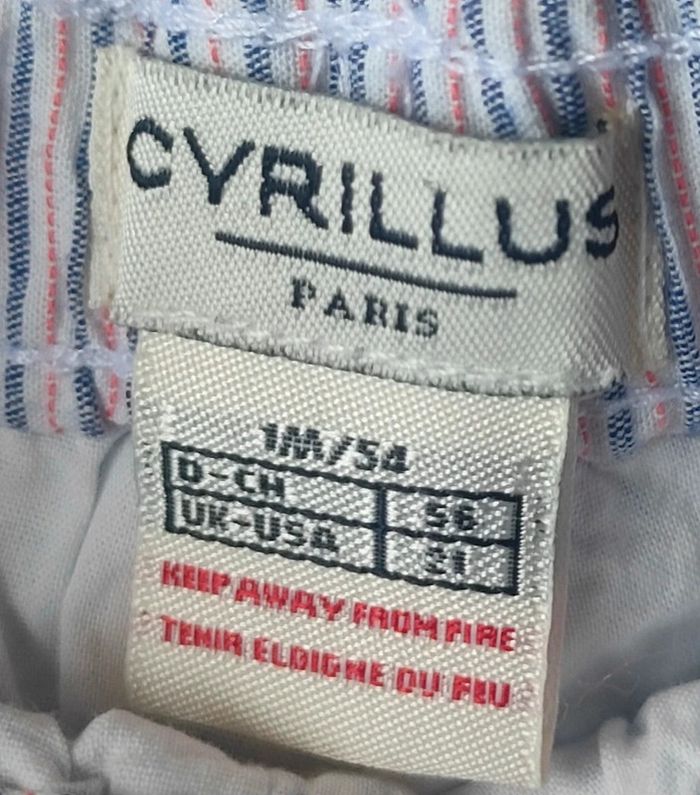 CYRILLUS
PARIS
1M/54
D-CH 56
UK-USA 21
KEEP AWAY FROM FIRE
TENIR ELOIGNE DU FEU